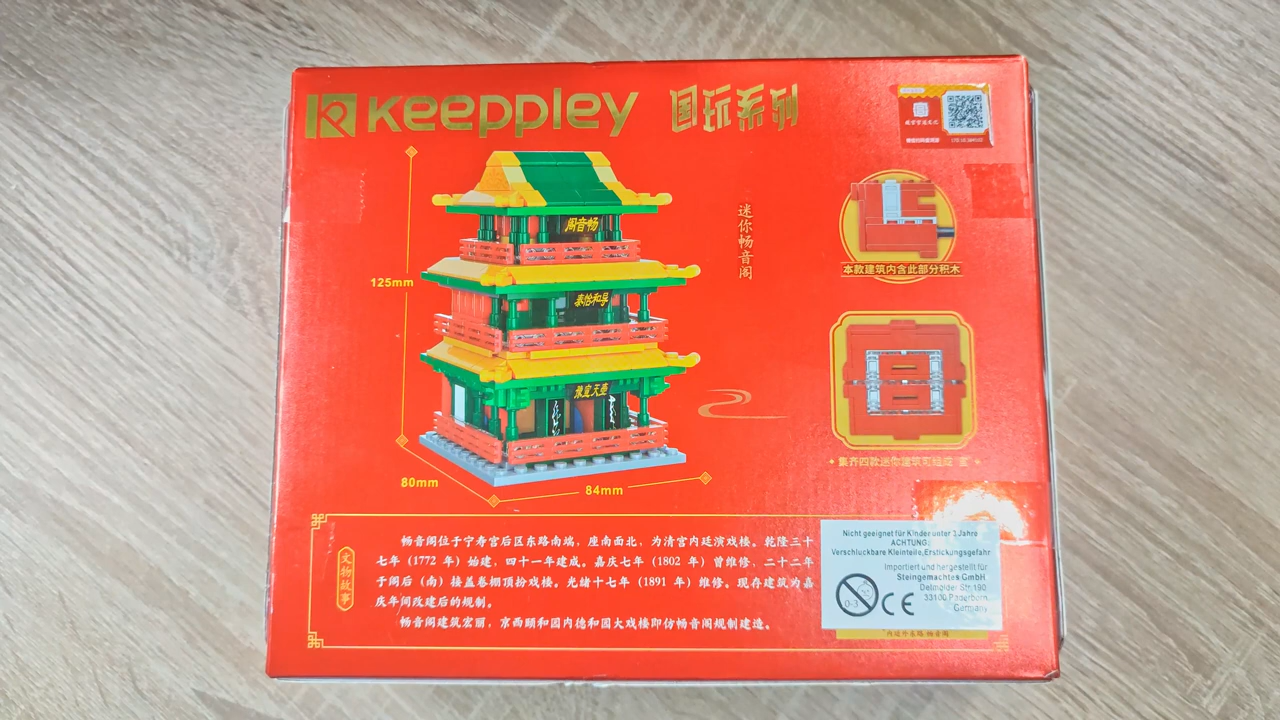 Keeppley 国玩系列
125mm
80mm
84mm
畅音阁
泰怡和导
豫宣天壶
迷你畅音阁
本款建筑内含此部分积木
集齐四款迷你建筑可组成“宫”
文物故事
畅音阁位于宁寿宫后区东路南端，座南面北，为清宫内廷演戏楼。乾隆三十
七年（1772 年）始建，四十一年建成。嘉庆七年（1802 年）曾维修，二十二年
于阁后（南）接盖卷棚顶扮戏楼。光绪十七年（1891 年）维修。现存建筑为嘉
庆年间改建后的规制。
畅音阁建筑宏丽，京西颐和园内德和园大戏楼即仿畅音阁规制建造。
Nicht geeignet für Kinder unter 3 Jahre
ACHTUNG:
Verschluckbare Kleinteile,Erstickungsgefahr
Importiert und hergestellt für
Steingemachtes GmbH
Delmolder Str.190
33100 Paderborn
Germany
0-3
CE